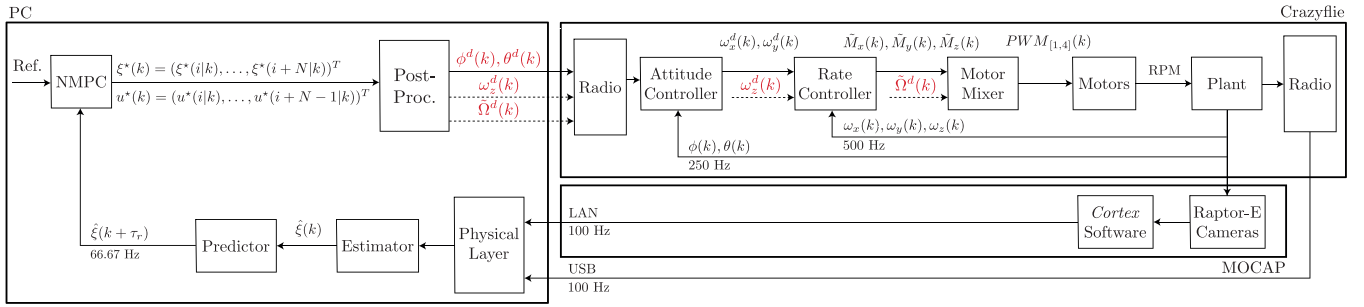 PC
Crazyflie
Ref.
NMPC
ξ*(k) = (ξ*(i|k), . . . , ξ*(i + N|k))^T
u*(k) = (u*(i|k), . . . , u*(i + N − 1|k))^T
Post-
Proc.
ϕ^d(k), θ^d(k)
ω_z^d(k)
Ω̃^d(k)
Radio
Attitude
Controller
ω_x^d(k), ω_y^d(k)
ω_z^d(k)
Rate
Controller
M̃_x(k), M̃_y(k), M̃_z(k)
Ω̃^d(k)
Motor
Mixer
PWM_[1,4](k)
Motors
RPM
Plant
Radio
ω_x(k), ω_y(k), ω_z(k)
500 Hz
ϕ(k), θ(k)
250 Hz
LAN
100 Hz
Cortex
Software
Raptor-E
Cameras
MOCAP
ξ̂(k + τ_r)
66.67 Hz
Predictor
ξ̂(k)
Estimator
Physical
Layer
USB
100 Hz